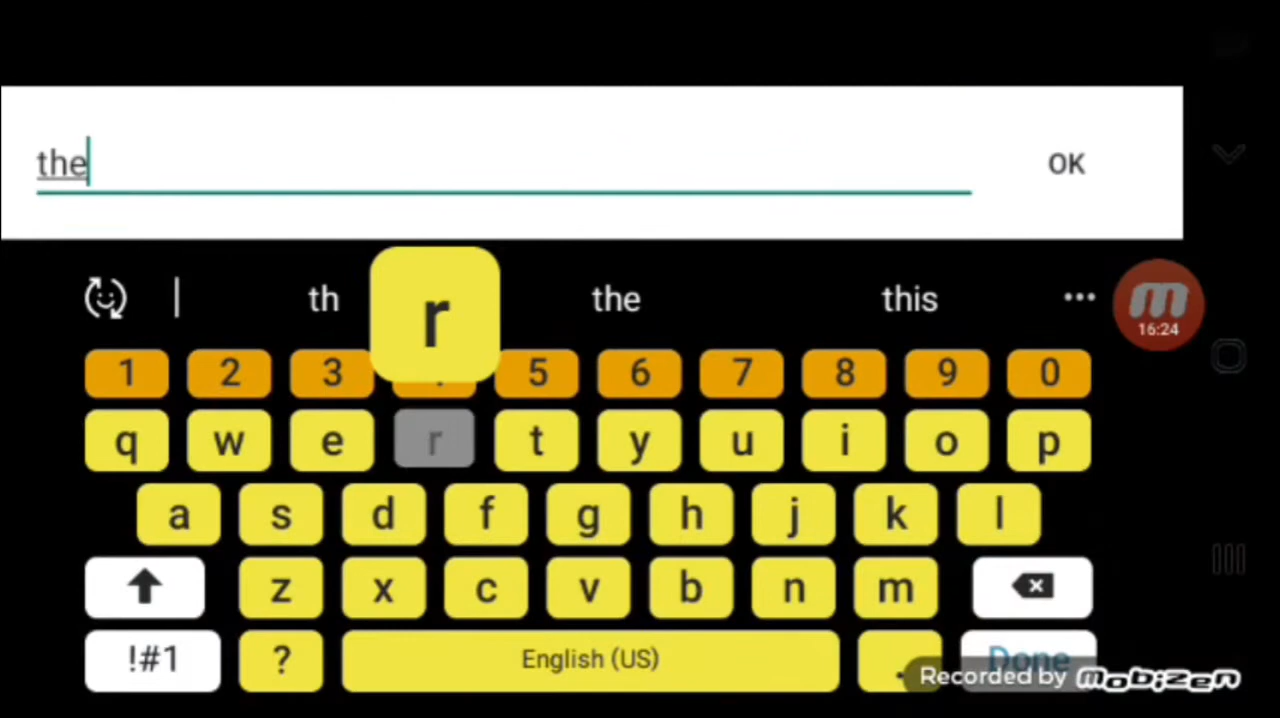 the
OK
th the this •••
r
16:24
1 2 3 5 6 7 8 9 0
q w e r t y u i o p
a s d f g h j k l
z x c v b n m
!#1 ? English (US) . Done
Recorded by mobizen